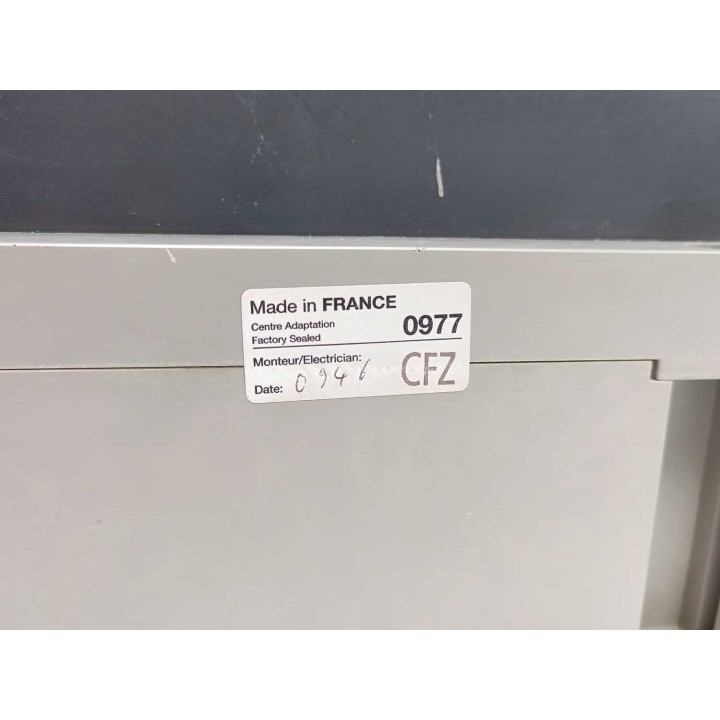 Made in FRANCE
Centre Adaptation
Factory Sealed
0977
Monteur/Electrician:
CFZ
Date: 0946